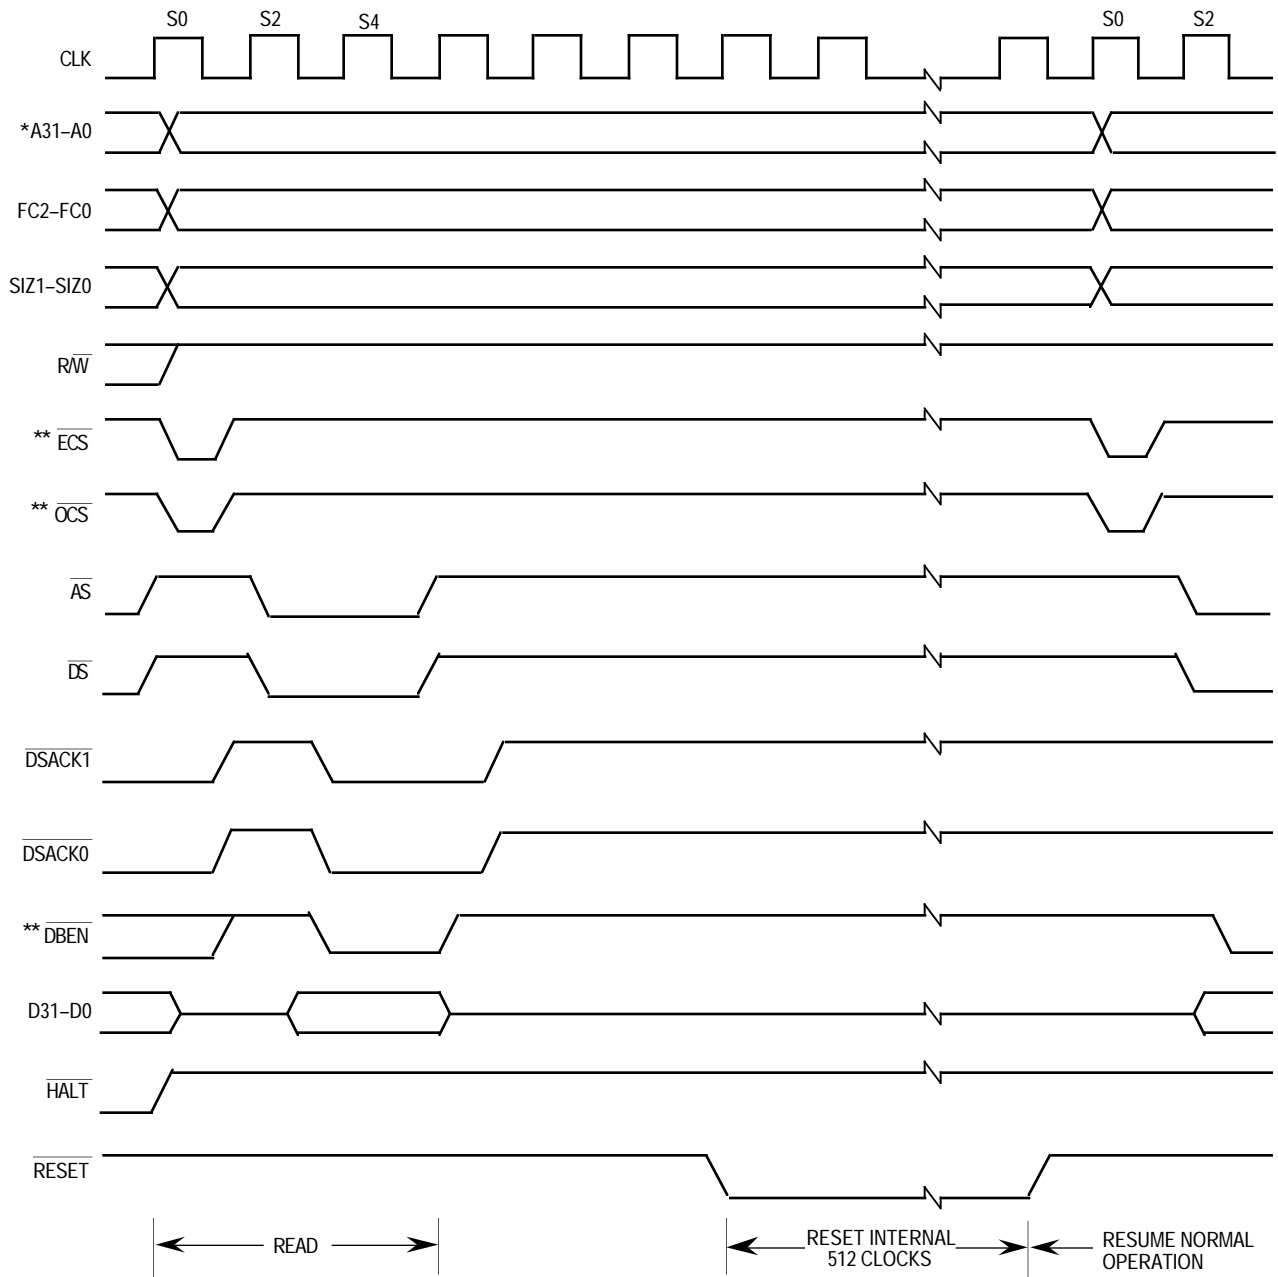 S0 S2 S4 S0 S2
CLK
*A31–A0
FC2–FC0
SIZ1–SIZ0
R/W
** ECS
** OCS
AS
DS
DSACK1
DSACK0
** DBEN
D31–D0
HALT
RESET
READ
RESET INTERNAL
512 CLOCKS
RESUME NORMAL
OPERATION